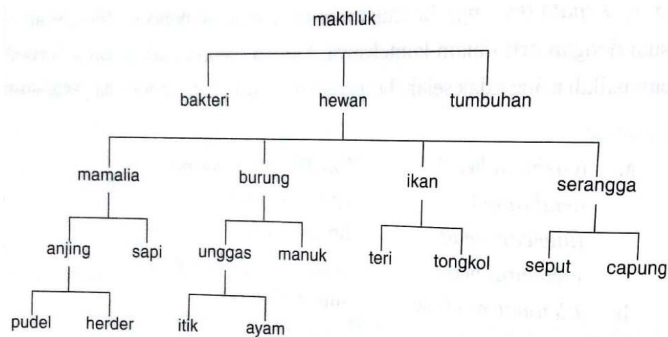 makhluk
bakteri hewan tumbuhan
mamalia burung ikan serangga
anjing sapi unggas manuk teri tongkol seput capung
pudel herder itik ayam